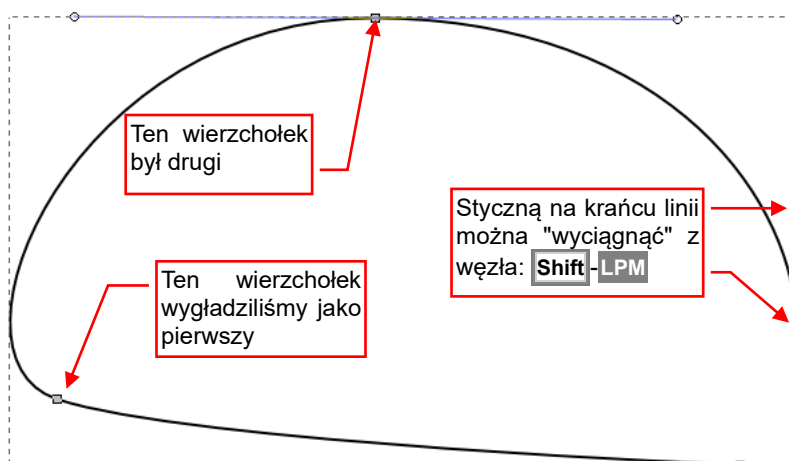 Ten wierzchołek
był drugi
Styczną na krańcu linii
można "wyciągnąć" z
węzła: Shift-LPM
Ten wierzchołek
wygładziliśmy jako
pierwszy